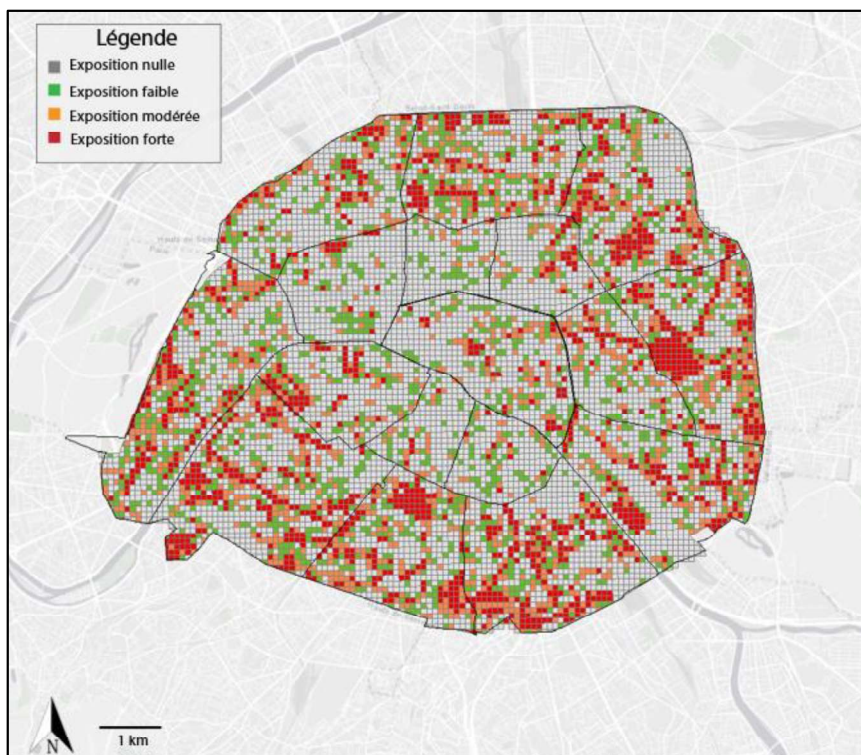 Légende
Exposition nulle
Exposition faible
Exposition modérée
Exposition forte
N
1 km